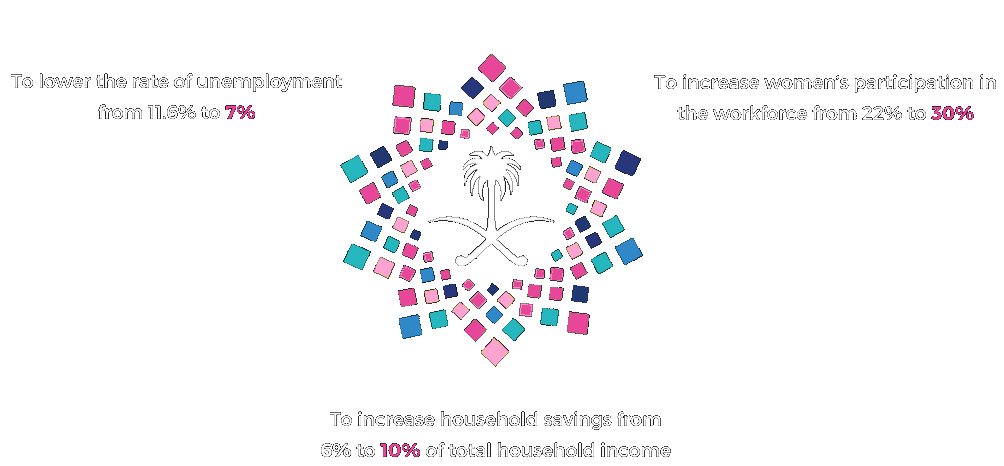 To lower the rate of unemployment
from 11.6% to 7%
To increase women's participation in
the workforce from 22% to 30%
To increase household savings from
6% to 10% of total household income